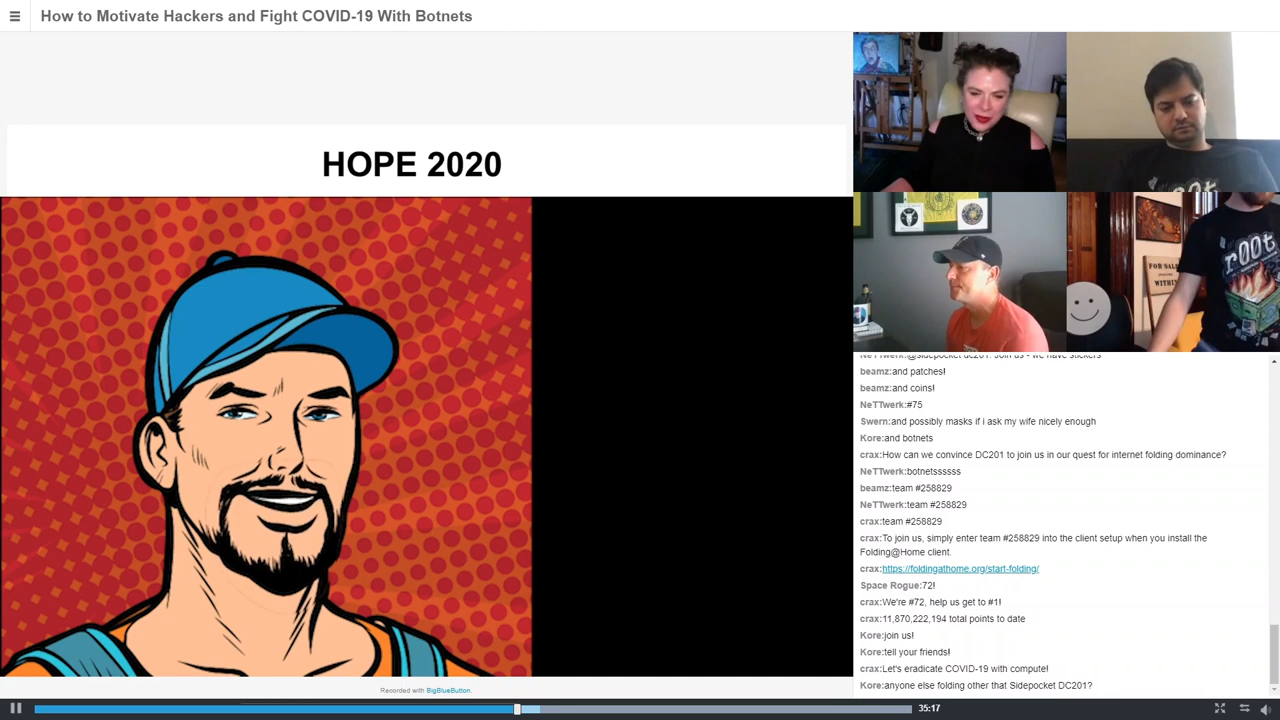 How to Motivate Hackers and Fight COVID-19 With Botnets
HOPE 2020
FOR SALE
WITHIN
r00t
beamz:and patches!
beamz:and coins!
NeTTwerk:#75
Swern:and possibly masks if i ask my wife nicely enough
Kore:and botnets
crax:How can we convince DC201 to join us in our quest for internet folding dominance?
NeTTwerk:botnetssssss
beamz:team #258829
NeTTwerk:team #258829
crax:team #258829
crax:To join us, simply enter team #258829 into the client setup when you install the
Folding@Home client.
crax:https://foldingathome.org/start-folding/
Space Rogue:72!
crax:We're #72, help us get to #1!
crax:11,870,222,194 total points to date
Kore:join us!
Kore:tell your friends!
crax:Let's eradicate COVID-19 with compute!
Kore:anyone else folding other that Sidepocket DC201?
Recorded with BigBlueButton.
35:17